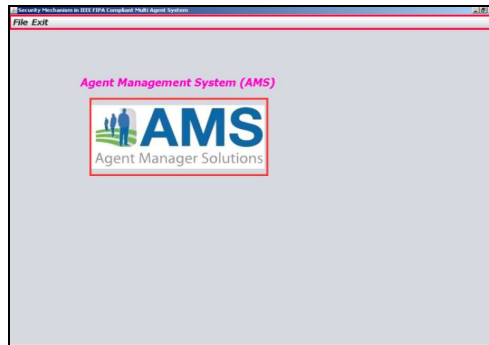 Security Mechanism in IEEE FIPA Compliant Multi Agent System
File Exit
Agent Management System (AMS)
AMS
Agent Manager Solutions